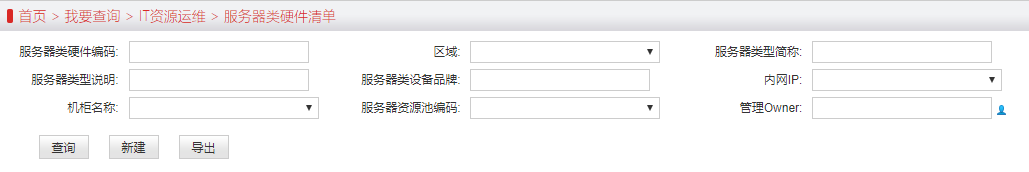 首页 > 我要查询 > IT资源运维 > 服务器类硬件清单
服务器类硬件编码: 区域: 服务器类型简称:
服务器类型说明: 服务器类设备品牌: 内网IP:
机柜名称: 服务器资源池编码: 管理Owner:
查询 新建 导出